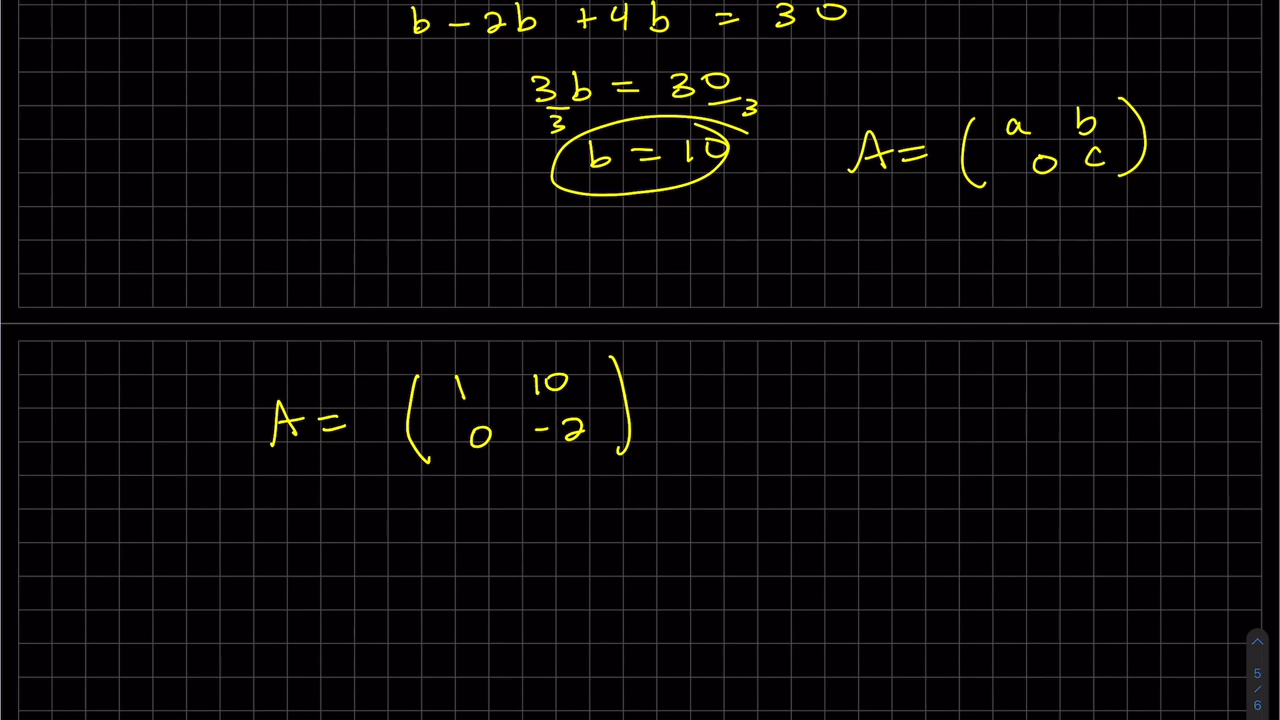 b - 2b + 4b = 30
3b = 30
3 3
b = 10
A = ( a b
0 c )
A = ( 1 10
0 -2 )
5
/
6